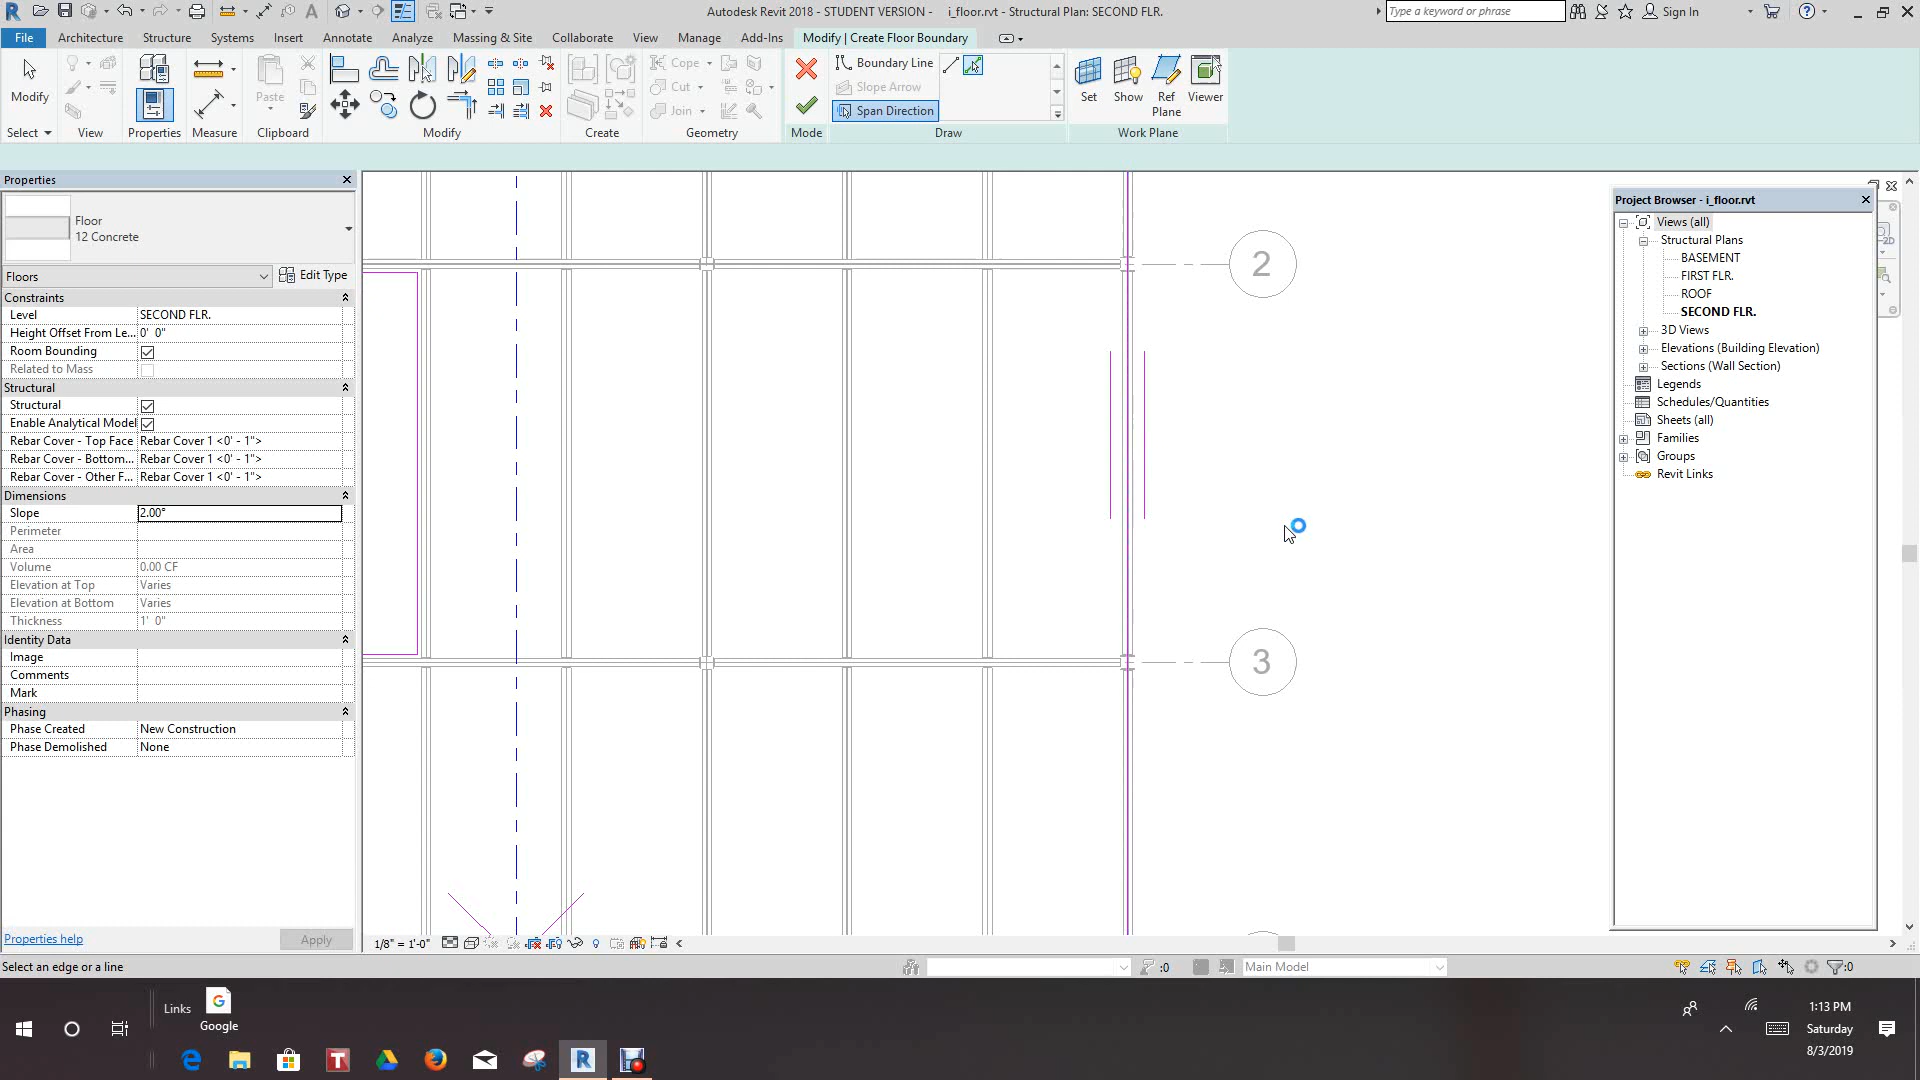 Autodesk Revit 2018 - STUDENT VERSION - i_floor.rvt - Structural Plan: SECOND FLR.
Type a keyword or phrase
Sign In
File Architecture Structure Systems Insert Annotate Analyze Massing & Site Collaborate View Manage Add-Ins Modify | Create Floor Boundary
Modify
Paste
Cope
Cut
Join
Boundary Line
Slope Arrow
Span Direction
Set Show Ref Plane Viewer
Select View Properties Measure Clipboard Modify Create Geometry Mode Draw Work Plane
Properties
Floor
12 Concrete
Floors Edit Type
Constraints
Level SECOND FLR.
Height Offset From Le... 0' 0"
Room Bounding
Related to Mass
Structural
Structural
Enable Analytical Model
Rebar Cover - Top Face Rebar Cover 1 <0' - 1">
Rebar Cover - Bottom... Rebar Cover 1 <0' - 1">
Rebar Cover - Other F... Rebar Cover 1 <0' - 1">
Dimensions
Slope 2.00°
Perimeter
Area
Volume 0.00 CF
Elevation at Top Varies
Elevation at Bottom Varies
Thickness 1' 0"
Identity Data
Image
Comments
Mark
Phasing
Phase Created New Construction
Phase Demolished None
Properties help Apply
2
3
1/8" = 1'-0"
Project Browser - i_floor.rvt
Views (all)
Structural Plans
BASEMENT
FIRST FLR.
ROOF
SECOND FLR.
3D Views
Elevations (Building Elevation)
Sections (Wall Section)
Legends
Schedules/Quantities
Sheets (all)
Families
Groups
Revit Links
2D
Select an edge or a line
:0
Main Model
:0
Links
Google
1:13 PM
Saturday
8/3/2019